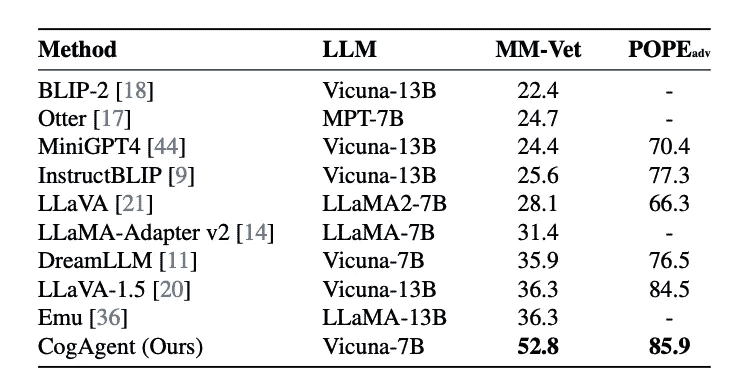 Method LLM MM-Vet POPEadv
BLIP-2 [18] Vicuna-13B 22.4 -
Otter [17] MPT-7B 24.7 -
MiniGPT4 [44] Vicuna-13B 24.4 70.4
InstructBLIP [9] Vicuna-13B 25.6 77.3
LLaVA [21] LLaMA2-7B 28.1 66.3
LLaMA-Adapter v2 [14] LLaMA-7B 31.4 -
DreamLLM [11] Vicuna-7B 35.9 76.5
LLaVA-1.5 [20] Vicuna-13B 36.3 84.5
Emu [36] LLaMA-13B 36.3 -
CogAgent (Ours) Vicuna-7B 52.8 85.9